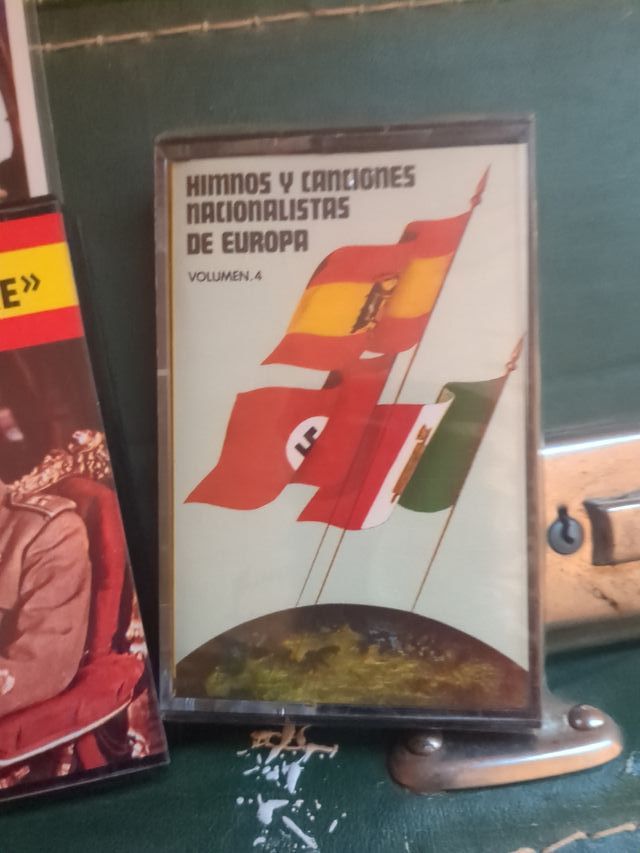 HIMNOS Y CANCIONES
NACIONALISTAS
DE EUROPA
VOLUMEN.4
E»